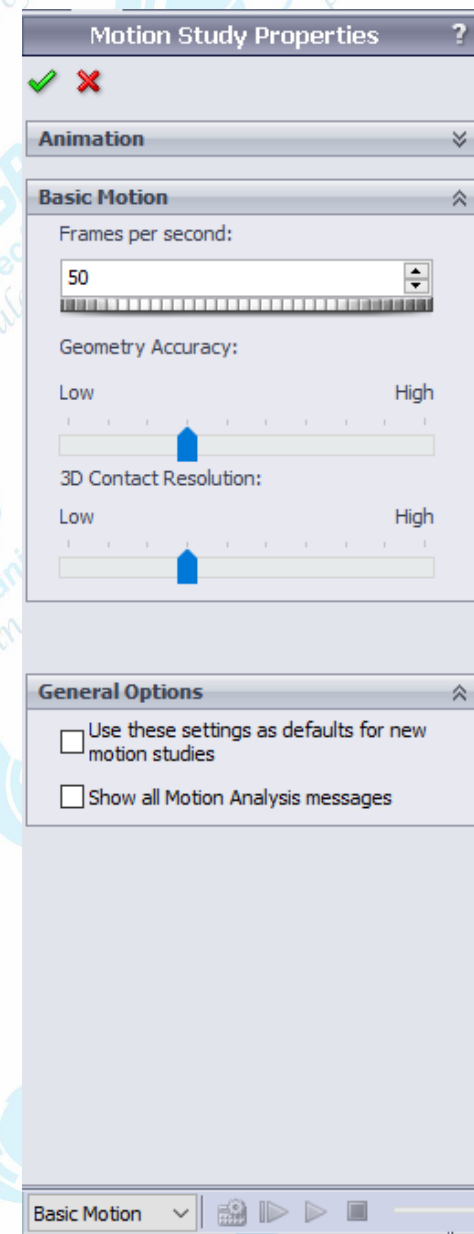 Motion Study Properties ?
Animation
Basic Motion
Frames per second:
50
Geometry Accuracy:
Low High
3D Contact Resolution:
Low High
General Options
Use these settings as defaults for new
motion studies
Show all Motion Analysis messages
Basic Motion